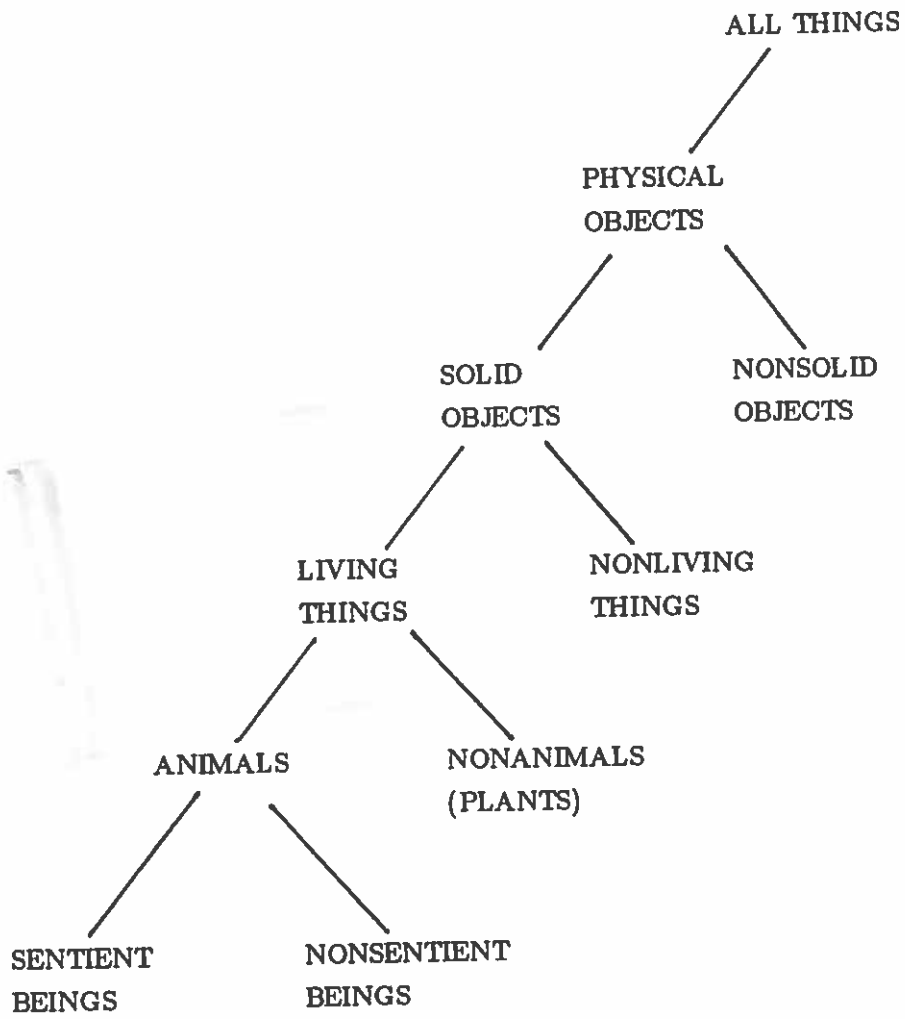 ALL THINGS
PHYSICAL
OBJECTS
SOLID
OBJECTS
NONSOLID
OBJECTS
LIVING
THINGS
NONLIVING
THINGS
ANIMALS
NONANIMALS
(PLANTS)
SENTIENT
BEINGS
NONSENTIENT
BEINGS